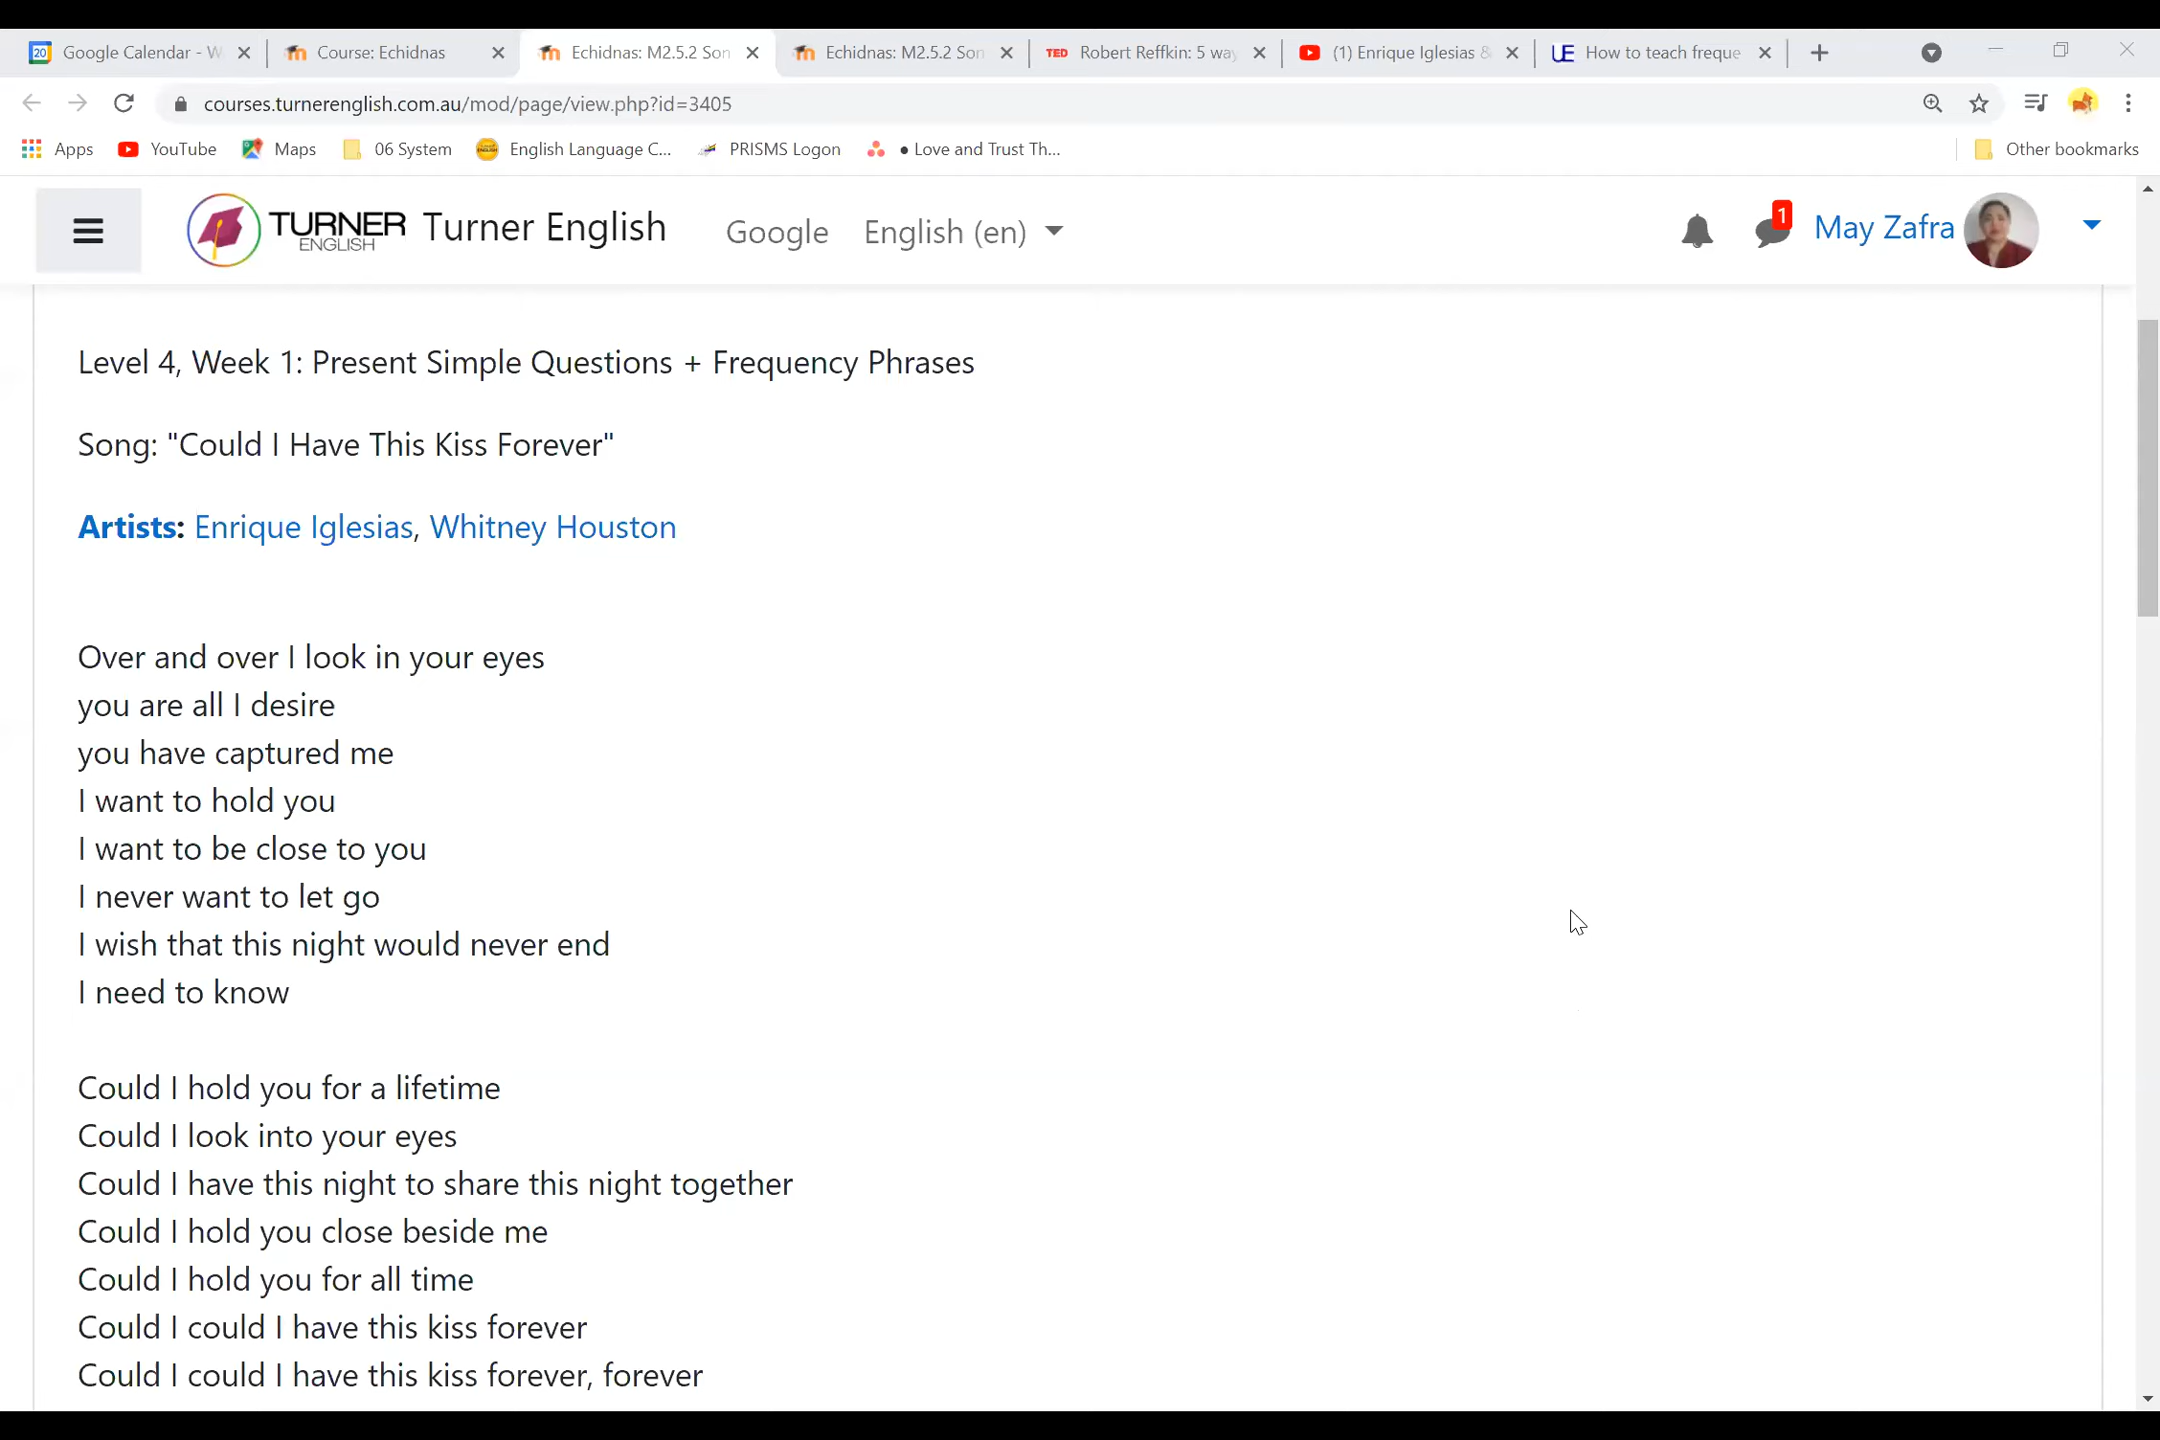 Google Calendar - W
Course: Echidnas
Echidnas: M2.5.2 Son
Echidnas: M2.5.2 Son
TED Robert Reffkin: 5 way
(1) Enrique Iglesias &
UE How to teach freque
courses.turnerenglish.com.au/mod/page/view.php?id=3405
Apps
YouTube
Maps
06 System
English Language C...
PRISMS Logon
• Love and Trust Th...
Other bookmarks
TURNER
ENGLISH
Turner English
Google
English (en)
1
May Zafra
Level 4, Week 1: Present Simple Questions + Frequency Phrases
Song: "Could I Have This Kiss Forever"
Artists: Enrique Iglesias, Whitney Houston
Over and over I look in your eyes
you are all I desire
you have captured me
I want to hold you
I want to be close to you
I never want to let go
I wish that this night would never end
I need to know
Could I hold you for a lifetime
Could I look into your eyes
Could I have this night to share this night together
Could I hold you close beside me
Could I hold you for all time
Could I could I have this kiss forever
Could I could I have this kiss forever, forever